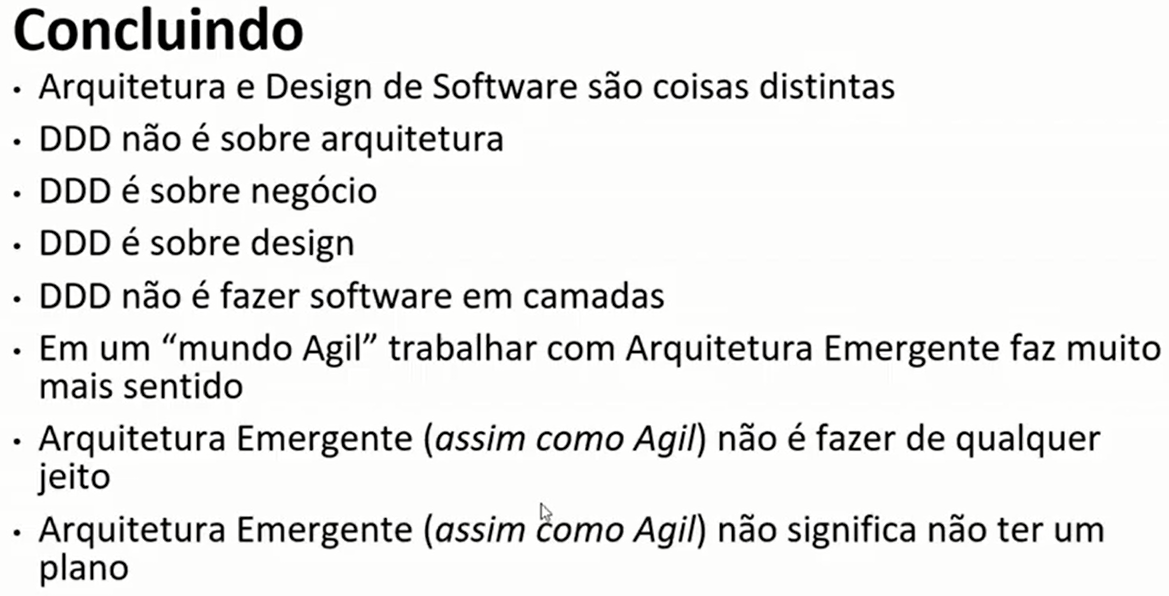 Concluindo
• Arquitetura e Design de Software são coisas distintas
• DDD não é sobre arquitetura
• DDD é sobre negócio
• DDD é sobre design
• DDD não é fazer software em camadas
• Em um “mundo Agil” trabalhar com Arquitetura Emergente faz muito
mais sentido
• Arquitetura Emergente (assim como Agil) não é fazer de qualquer
jeito
• Arquitetura Emergente (assim como Agil) não significa não ter um
plano